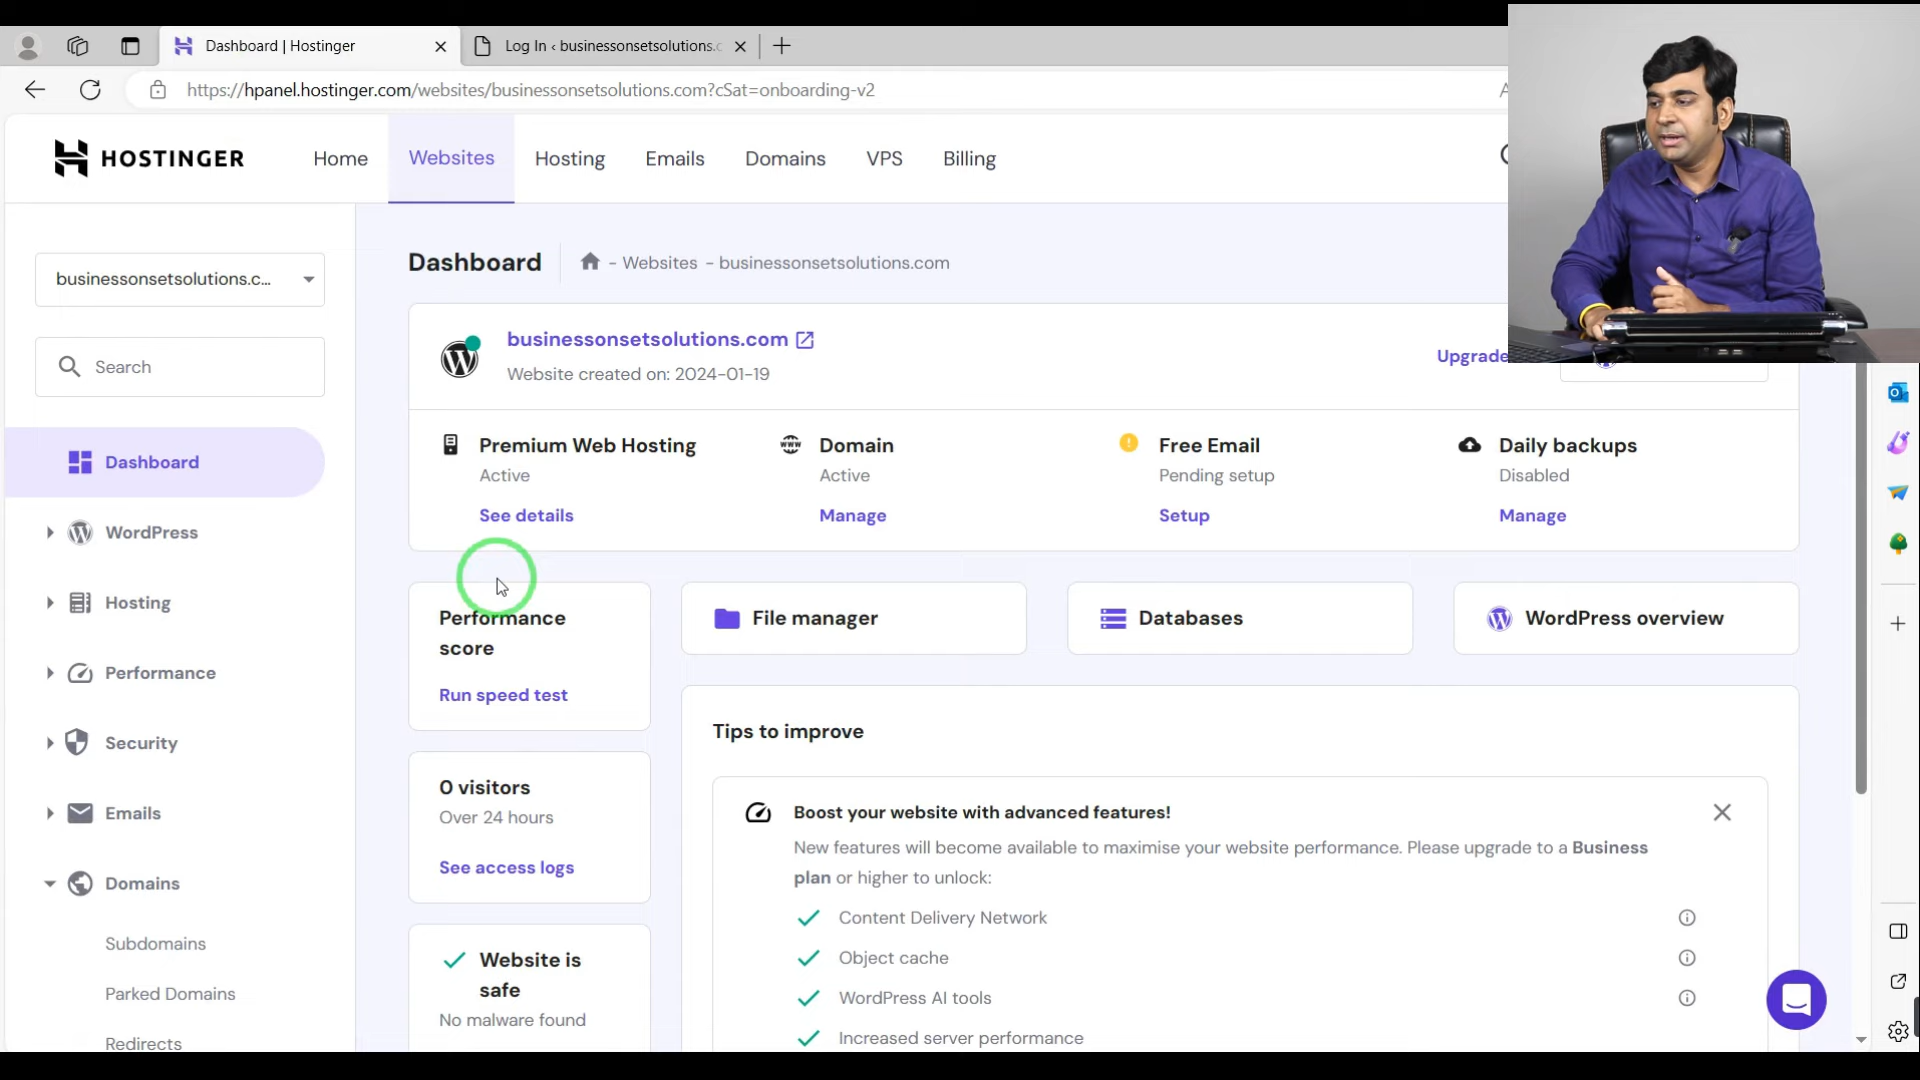 Dashboard | Hostinger
Log In ‹ businessonsetsolutions.c
https://hpanel.hostinger.com/websites/businessonsetsolutions.com?cSat=onboarding-v2
HOSTINGER
Home
Websites
Hosting
Emails
Domains
VPS
Billing
businessonsetsolutions.c...
Search
Dashboard
WordPress
Hosting
Performance
Security
Emails
Domains
Subdomains
Parked Domains
Redirects
Dashboard
- Websites - businessonsetsolutions.com
businessonsetsolutions.com
Website created on: 2024-01-19
Upgrade
Premium Web Hosting
Active
See details
Domain
Active
Manage
Free Email
Pending setup
Setup
Daily backups
Disabled
Manage
Performance
score
Run speed test
File manager
Databases
WordPress overview
0 visitors
Over 24 hours
See access logs
Website is
safe
No malware found
Tips to improve
Boost your website with advanced features!
New features will become available to maximise your website performance. Please upgrade to a Business
plan or higher to unlock:
Content Delivery Network
Object cache
WordPress AI tools
Increased server performance